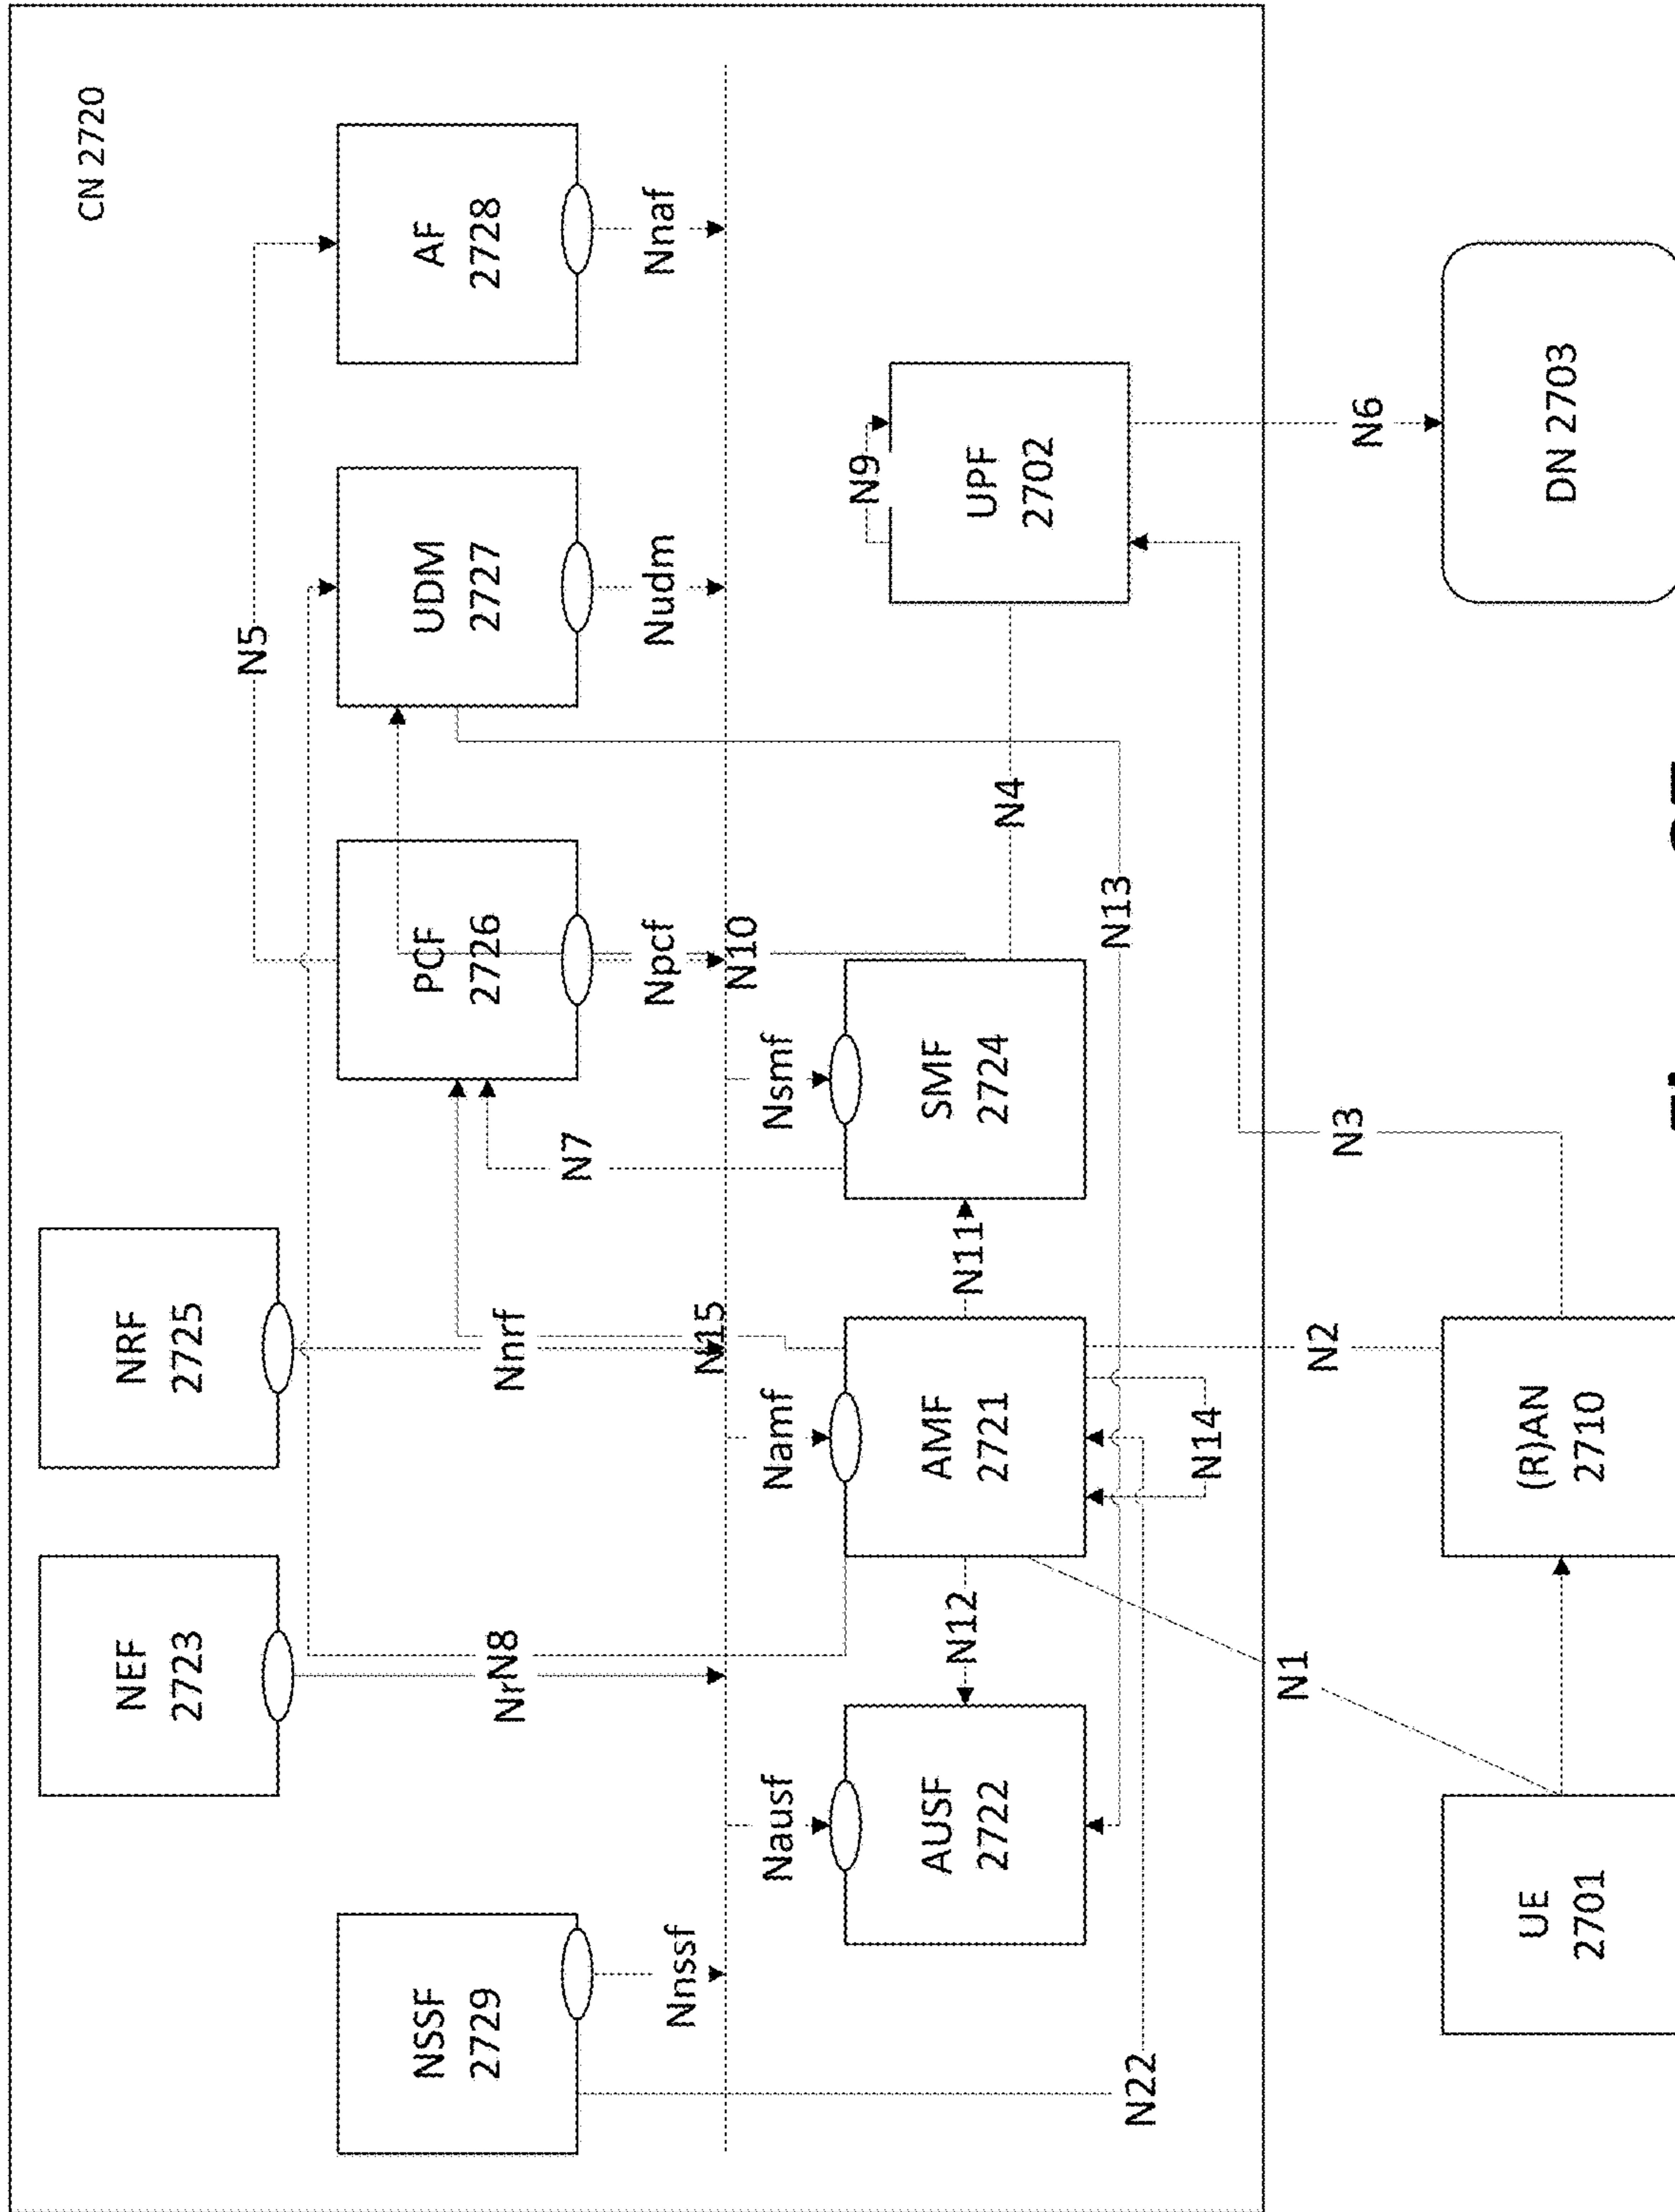 CN 2720
NEF
2723
NRF
2725
N5
NSSF
2729
PCF
2726
UDM
2727
AF
2728
NrN8
Nnrf
N7
Nnssf
Npcf
Nudm
Nnaf
N15
N10
Nausf
Namf
Nsmf
N9
AUSF
2722
N12
AMF
2721
N11
SMF
2724
N4
UPF
2702
N13
N22
N14
N1
N2
N3
N6
UE
2701
(R)AN
2710
DN 2703